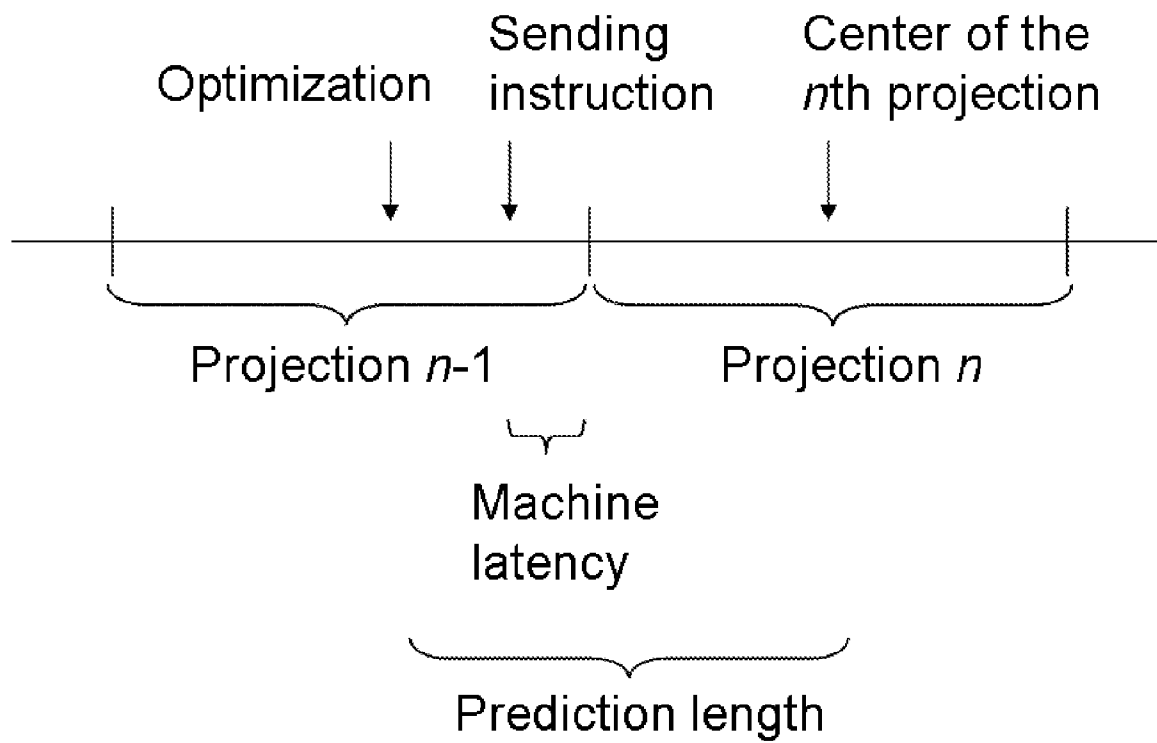 Optimization
Sending
instruction
Center of the
nth projection
Projection n-1
Projection n
Machine
latency
Prediction length